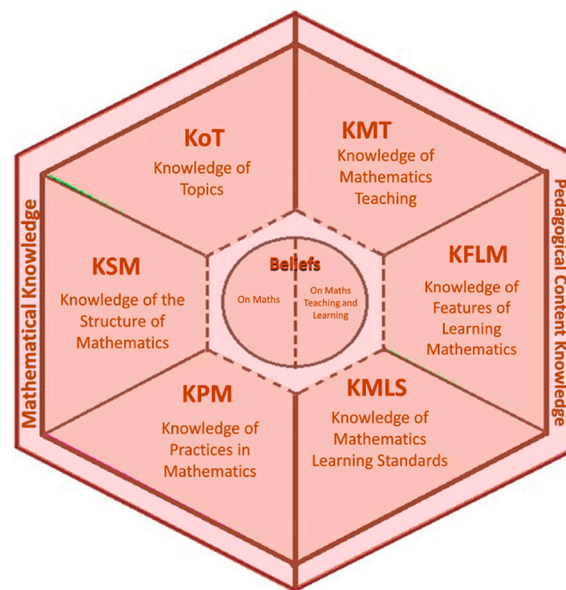 KoT
Knowledge of
Topics
KMT
Knowledge of
Mathematics
Teaching
Mathematical Knowledge
KSM
Knowledge of the
Structure of
Mathematics
Beliefs
On Maths
On Maths
Teaching and
Learning
KFLM
Knowledge of
Features of
Learning
Mathematics
Pedagogical Content Knowledge
KPM
Knowledge of
Practices in
Mathematics
KMLS
Knowledge of
Mathematics
Learning Standards